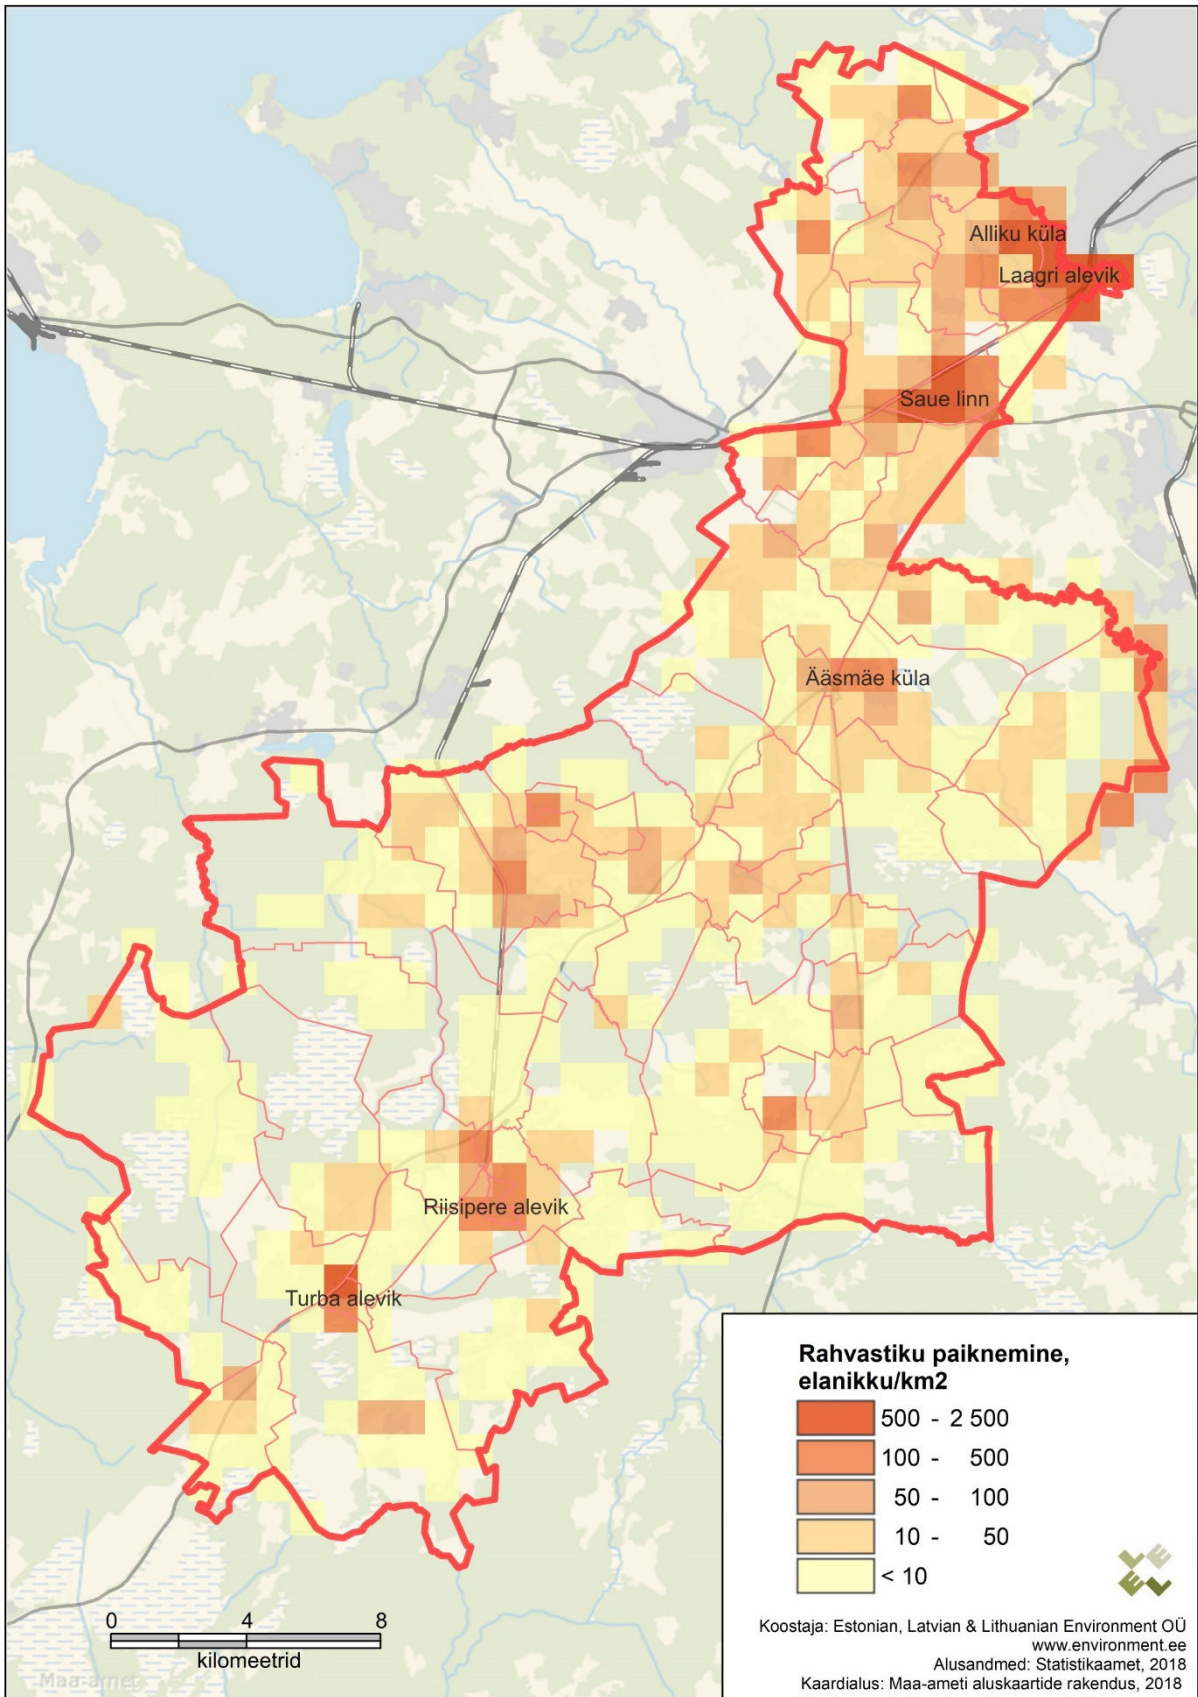 Alliku küla
Laagri alevik
Saue linn
Ääsmäe küla
Riisipere alevik
Turba alevik
Rahvastiku paiknemine,
elanikku/km2
500 - 2 500
100 - 500
50 - 100
10 - 50
< 10
0 4 8
kilomeetrid
Maa-amet
Koostaja: Estonian, Latvian & Lithuanian Environment OÜ
www.environment.ee
Alusandmed: Statistikaamet, 2018
Kaardialus: Maa-ameti aluskaartide rakendus, 2018